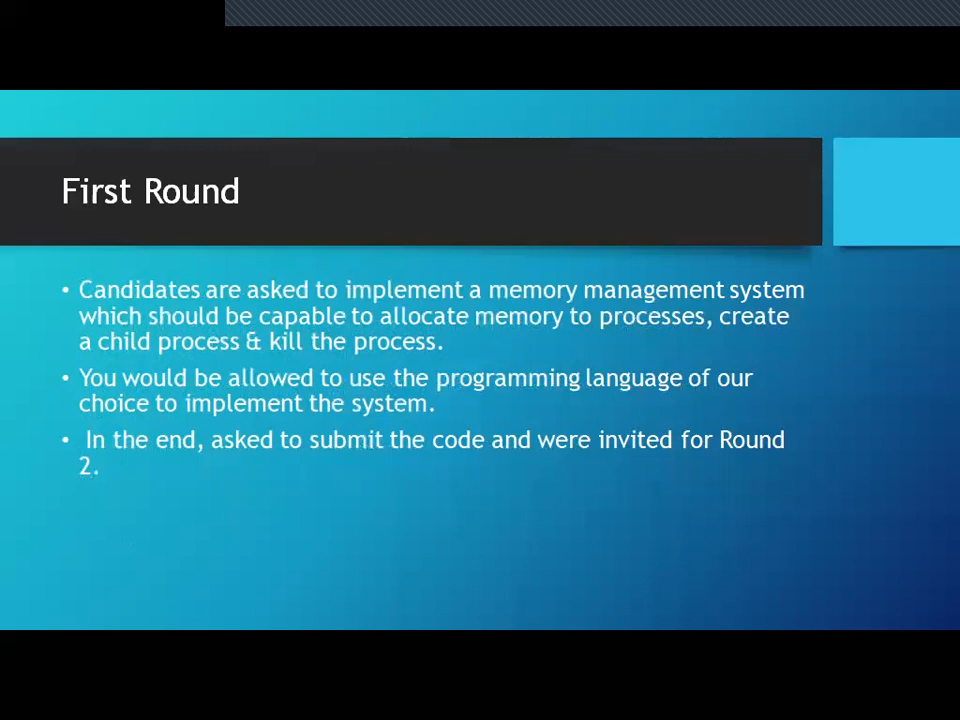 First Round
• Candidates are asked to implement a memory management system
which should be capable to allocate memory to processes, create
a child process & kill the process.
• You would be allowed to use the programming language of our
choice to implement the system.
• In the end, asked to submit the code and were invited for Round
2.